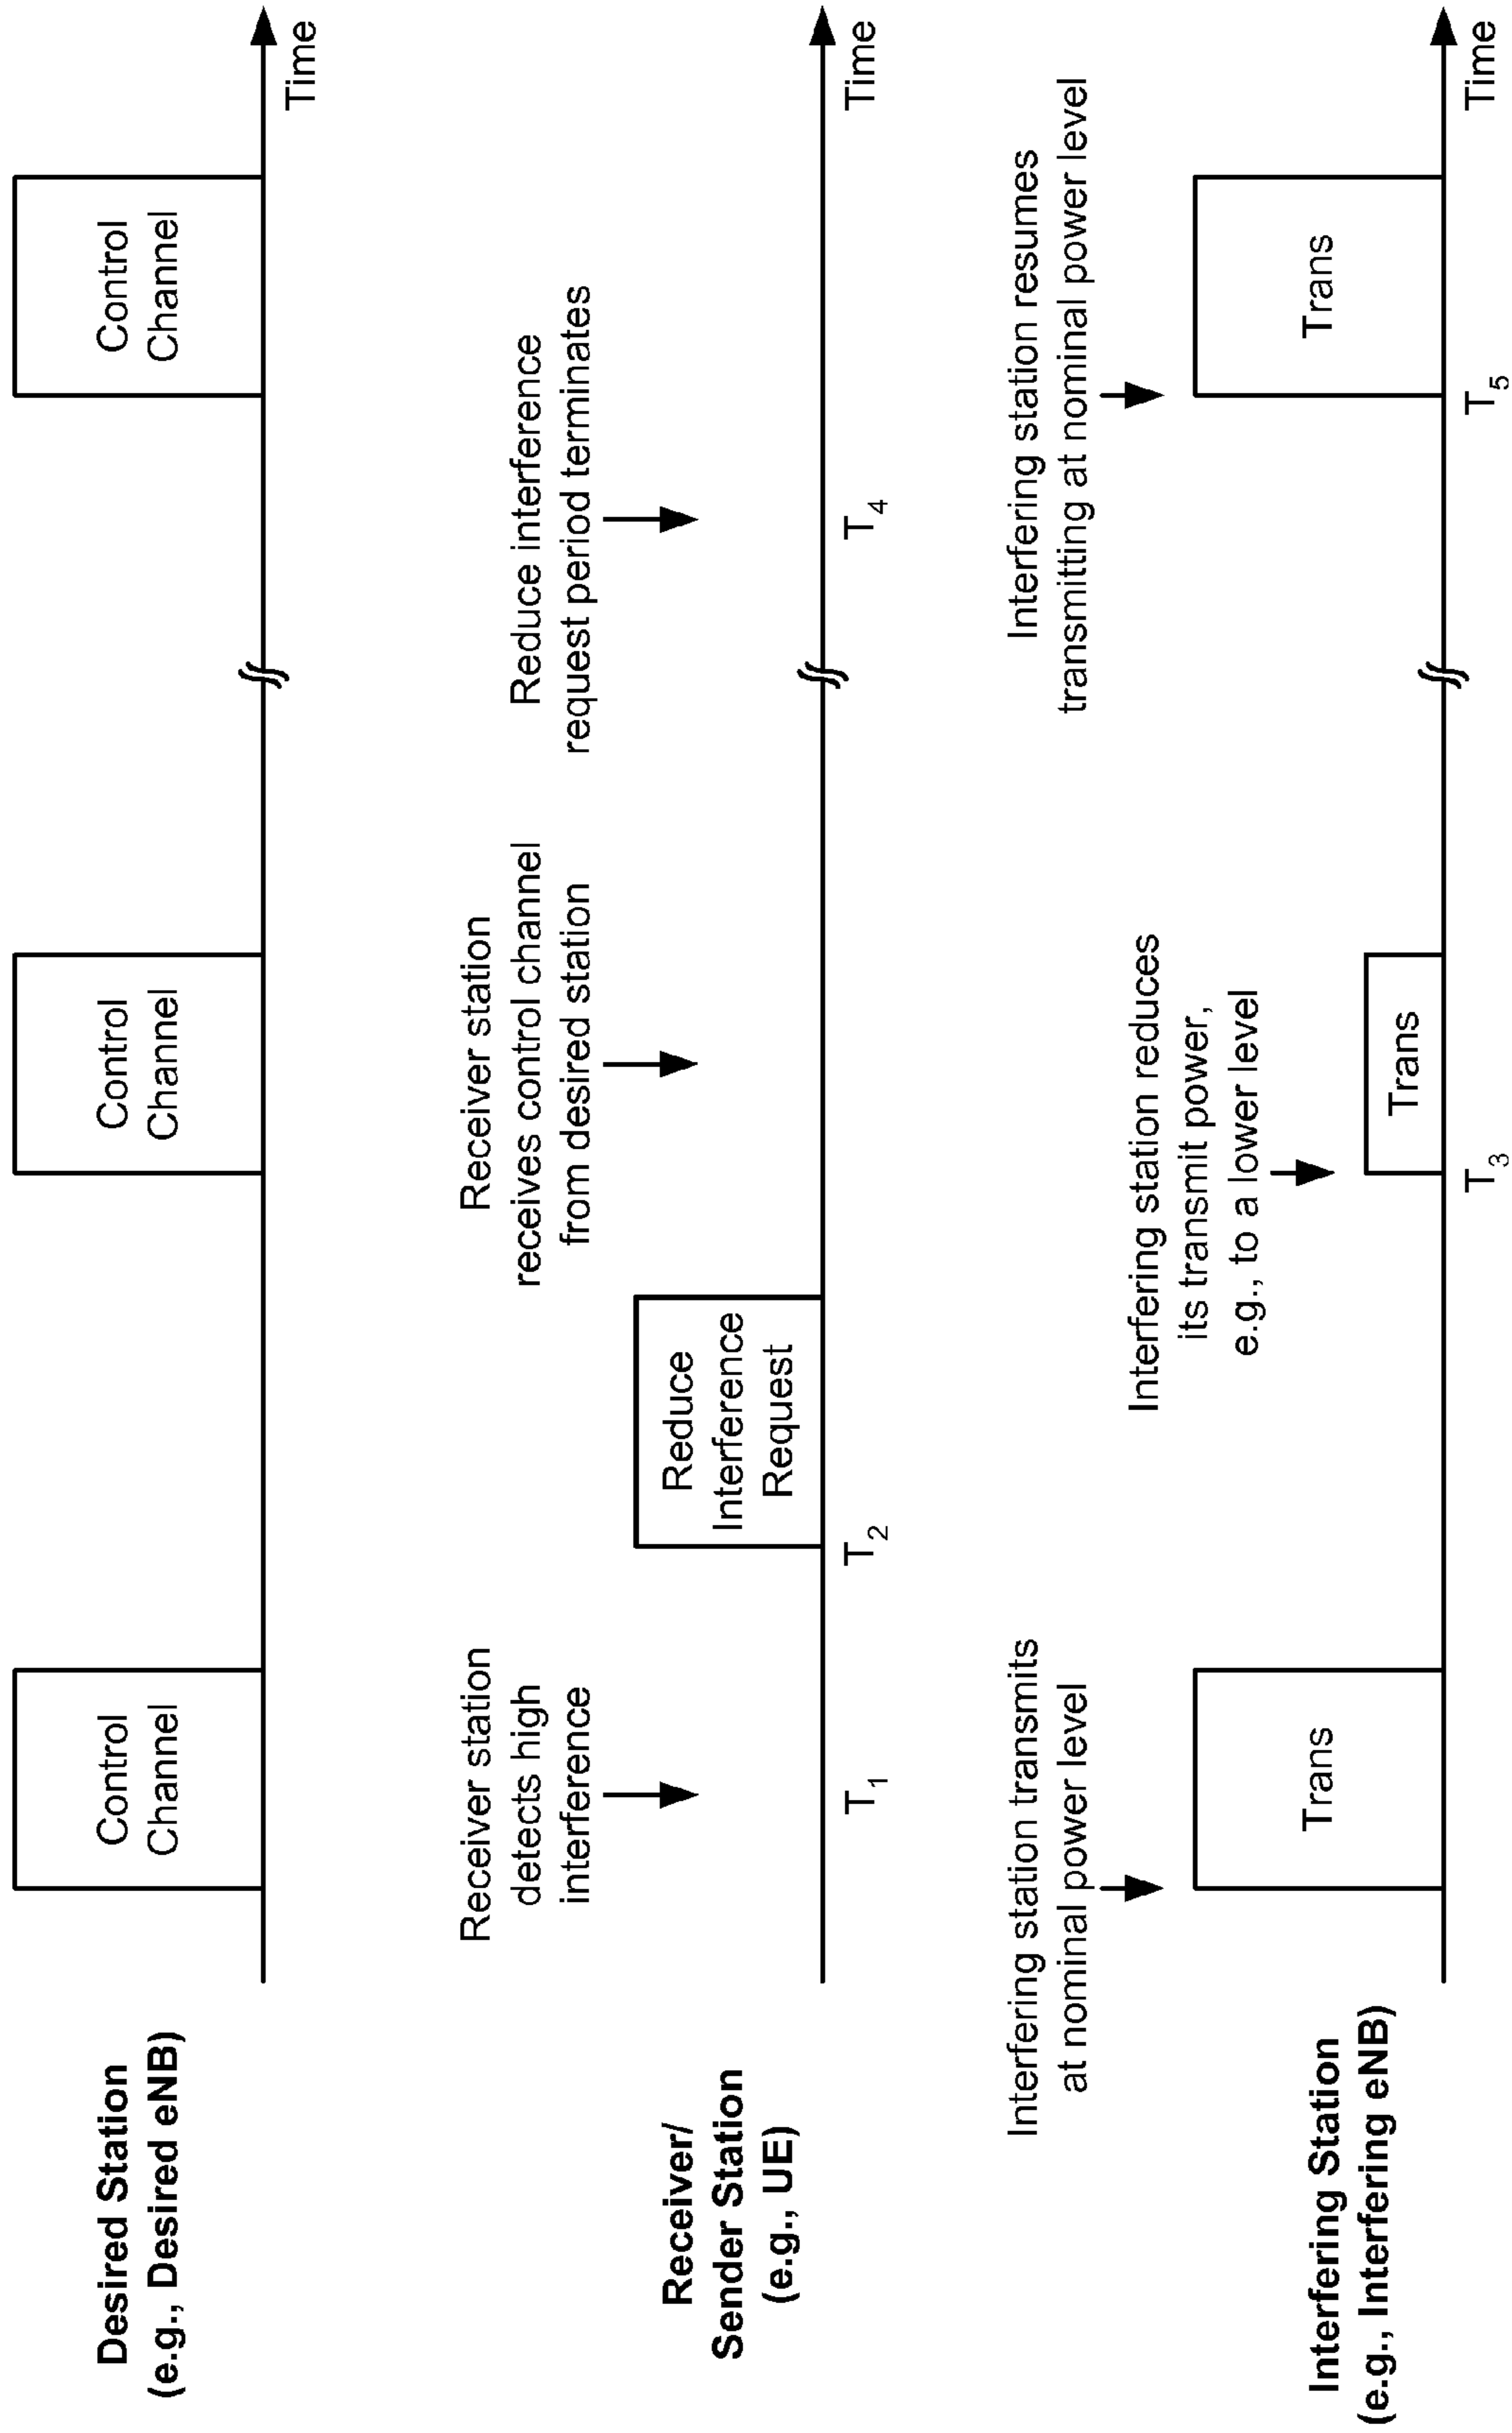 Desired Station
(e.g., Desired eNB)
Control
Channel
Control
Channel
Control
Channel
Time
Receiver/
Sender Station
(e.g., UE)
Receiver station
detects high
interference
T1
Reduce
Interference
Request
T2
Receiver station
receives control channel
from desired station
Reduce interference
request period terminates
T4
Time
Interfering Station
(e.g., Interfering eNB)
Interfering station transmits
at nominal power level
Trans
Interfering station reduces
its transmit power,
e.g., to a lower level
Trans
T3
Interfering station resumes
transmitting at nominal power level
Trans
T5
Time